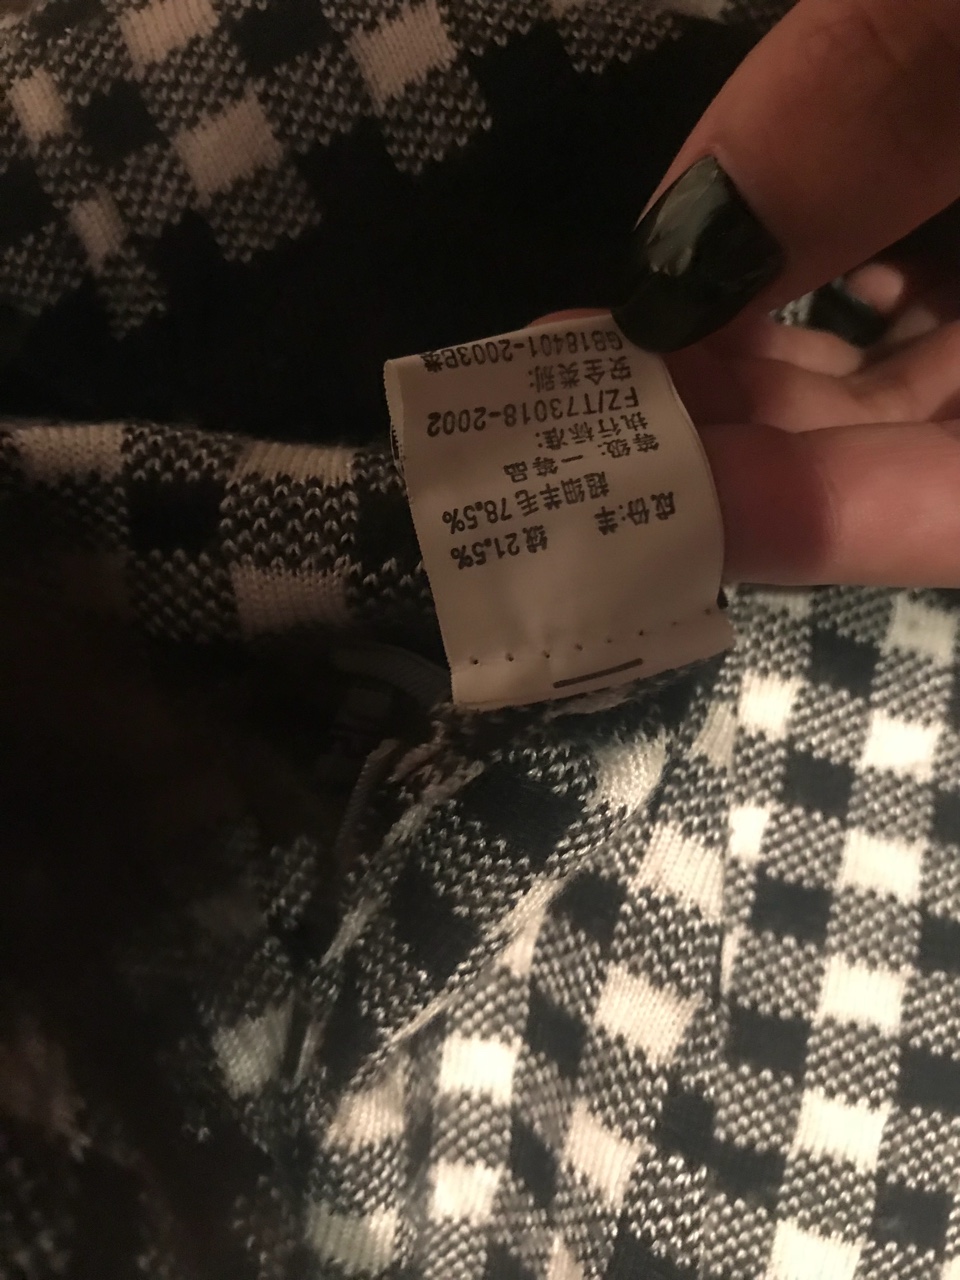 成份:羊 绒21.5%
超细羊毛78.5%
等级: 一等品
执行标准:
FZ/T73018-2002
安全类别:
GB18401-2003B类